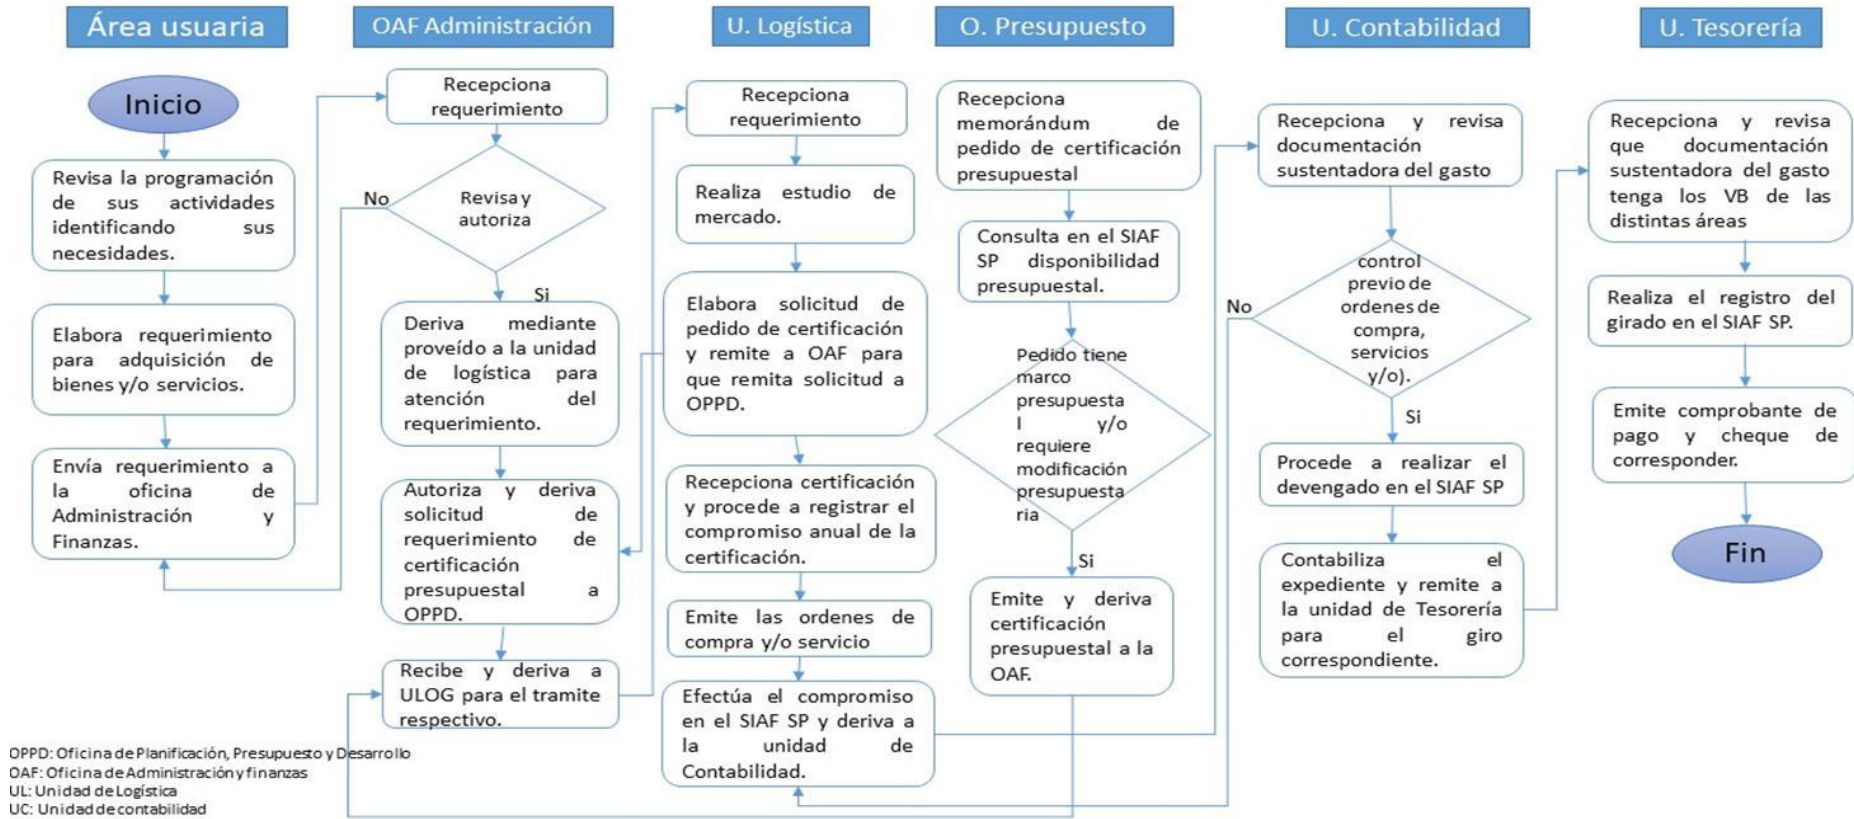 Área usuaria
OAF Administración
U. Logística
O. Presupuesto
U. Contabilidad
U. Tesorería
Inicio
Revisa la programación
de sus actividades
identificando sus
necesidades.
Elabora requerimiento
para adquisición de
bienes y/o servicios.
Envía requerimiento a
la oficina de
Administración y
Finanzas.
Recepciona
requerimiento
No
Revisa y
autoriza
Si
Deriva mediante
proveído a la unidad
de logística para
atención del
requerimiento.
Autoriza y deriva
solicitud de
requerimiento de
certificación
presupuestal a
OPPD.
Recibe y deriva a
ULOG para el tramite
respectivo.
Recepciona
requerimiento
Realiza estudio de
mercado.
Elabora solicitud de
pedido de certificación
y remite a OAF para
que remita solicitud a
OPPD.
Recepciona certificación
y procede a registrar el
compromiso anual de la
certificación.
Emite las ordenes de
compra y/o servicio
Efectúa el compromiso
en el SIAF SP y deriva a
la unidad de
Contabilidad.
Recepciona
memorándum de
pedido de certificación
presupuestal
Consulta en el SIAF
SP disponibilidad
presupuestal.
Pedido tiene
marco
presupuesta
l y/o
requiere
modificación
presupuesta
ria
Si
Emite y deriva
certificación
presupuestal a la
OAF.
Recepciona y revisa
documentación
sustentadora del gasto
No
control
previo de
ordenes de
compra,
servicios
y/o).
Si
Procede a realizar el
devengado en el SIAF SP
Contabiliza el
expediente y remite a
la unidad de Tesorería
para el giro
correspondiente.
Recepciona y revisa
que documentación
sustentadora del gasto
tenga los VB de las
distintas áreas
Realiza el registro del
girado en el SIAF SP.
Emite comprobante de
pago y cheque de
corresponder.
Fin
OPPD: Oficina de Planificación, Presupuesto y Desarrollo
OAF: Oficina de Administración y finanzas
UL: Unidad de Logística
UC: Unidad de contabilidad